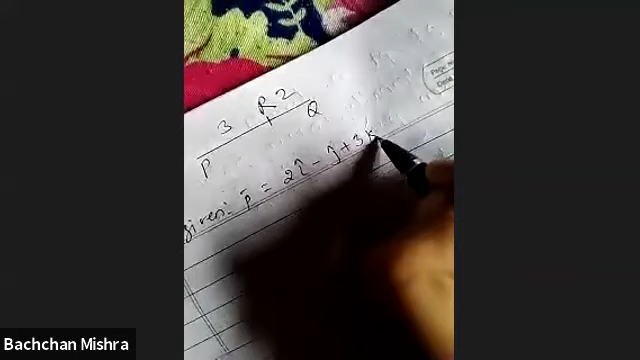 3 R 2
P Q
given: p̄ = 2î - ĵ + 3k
Bachchan Mishra